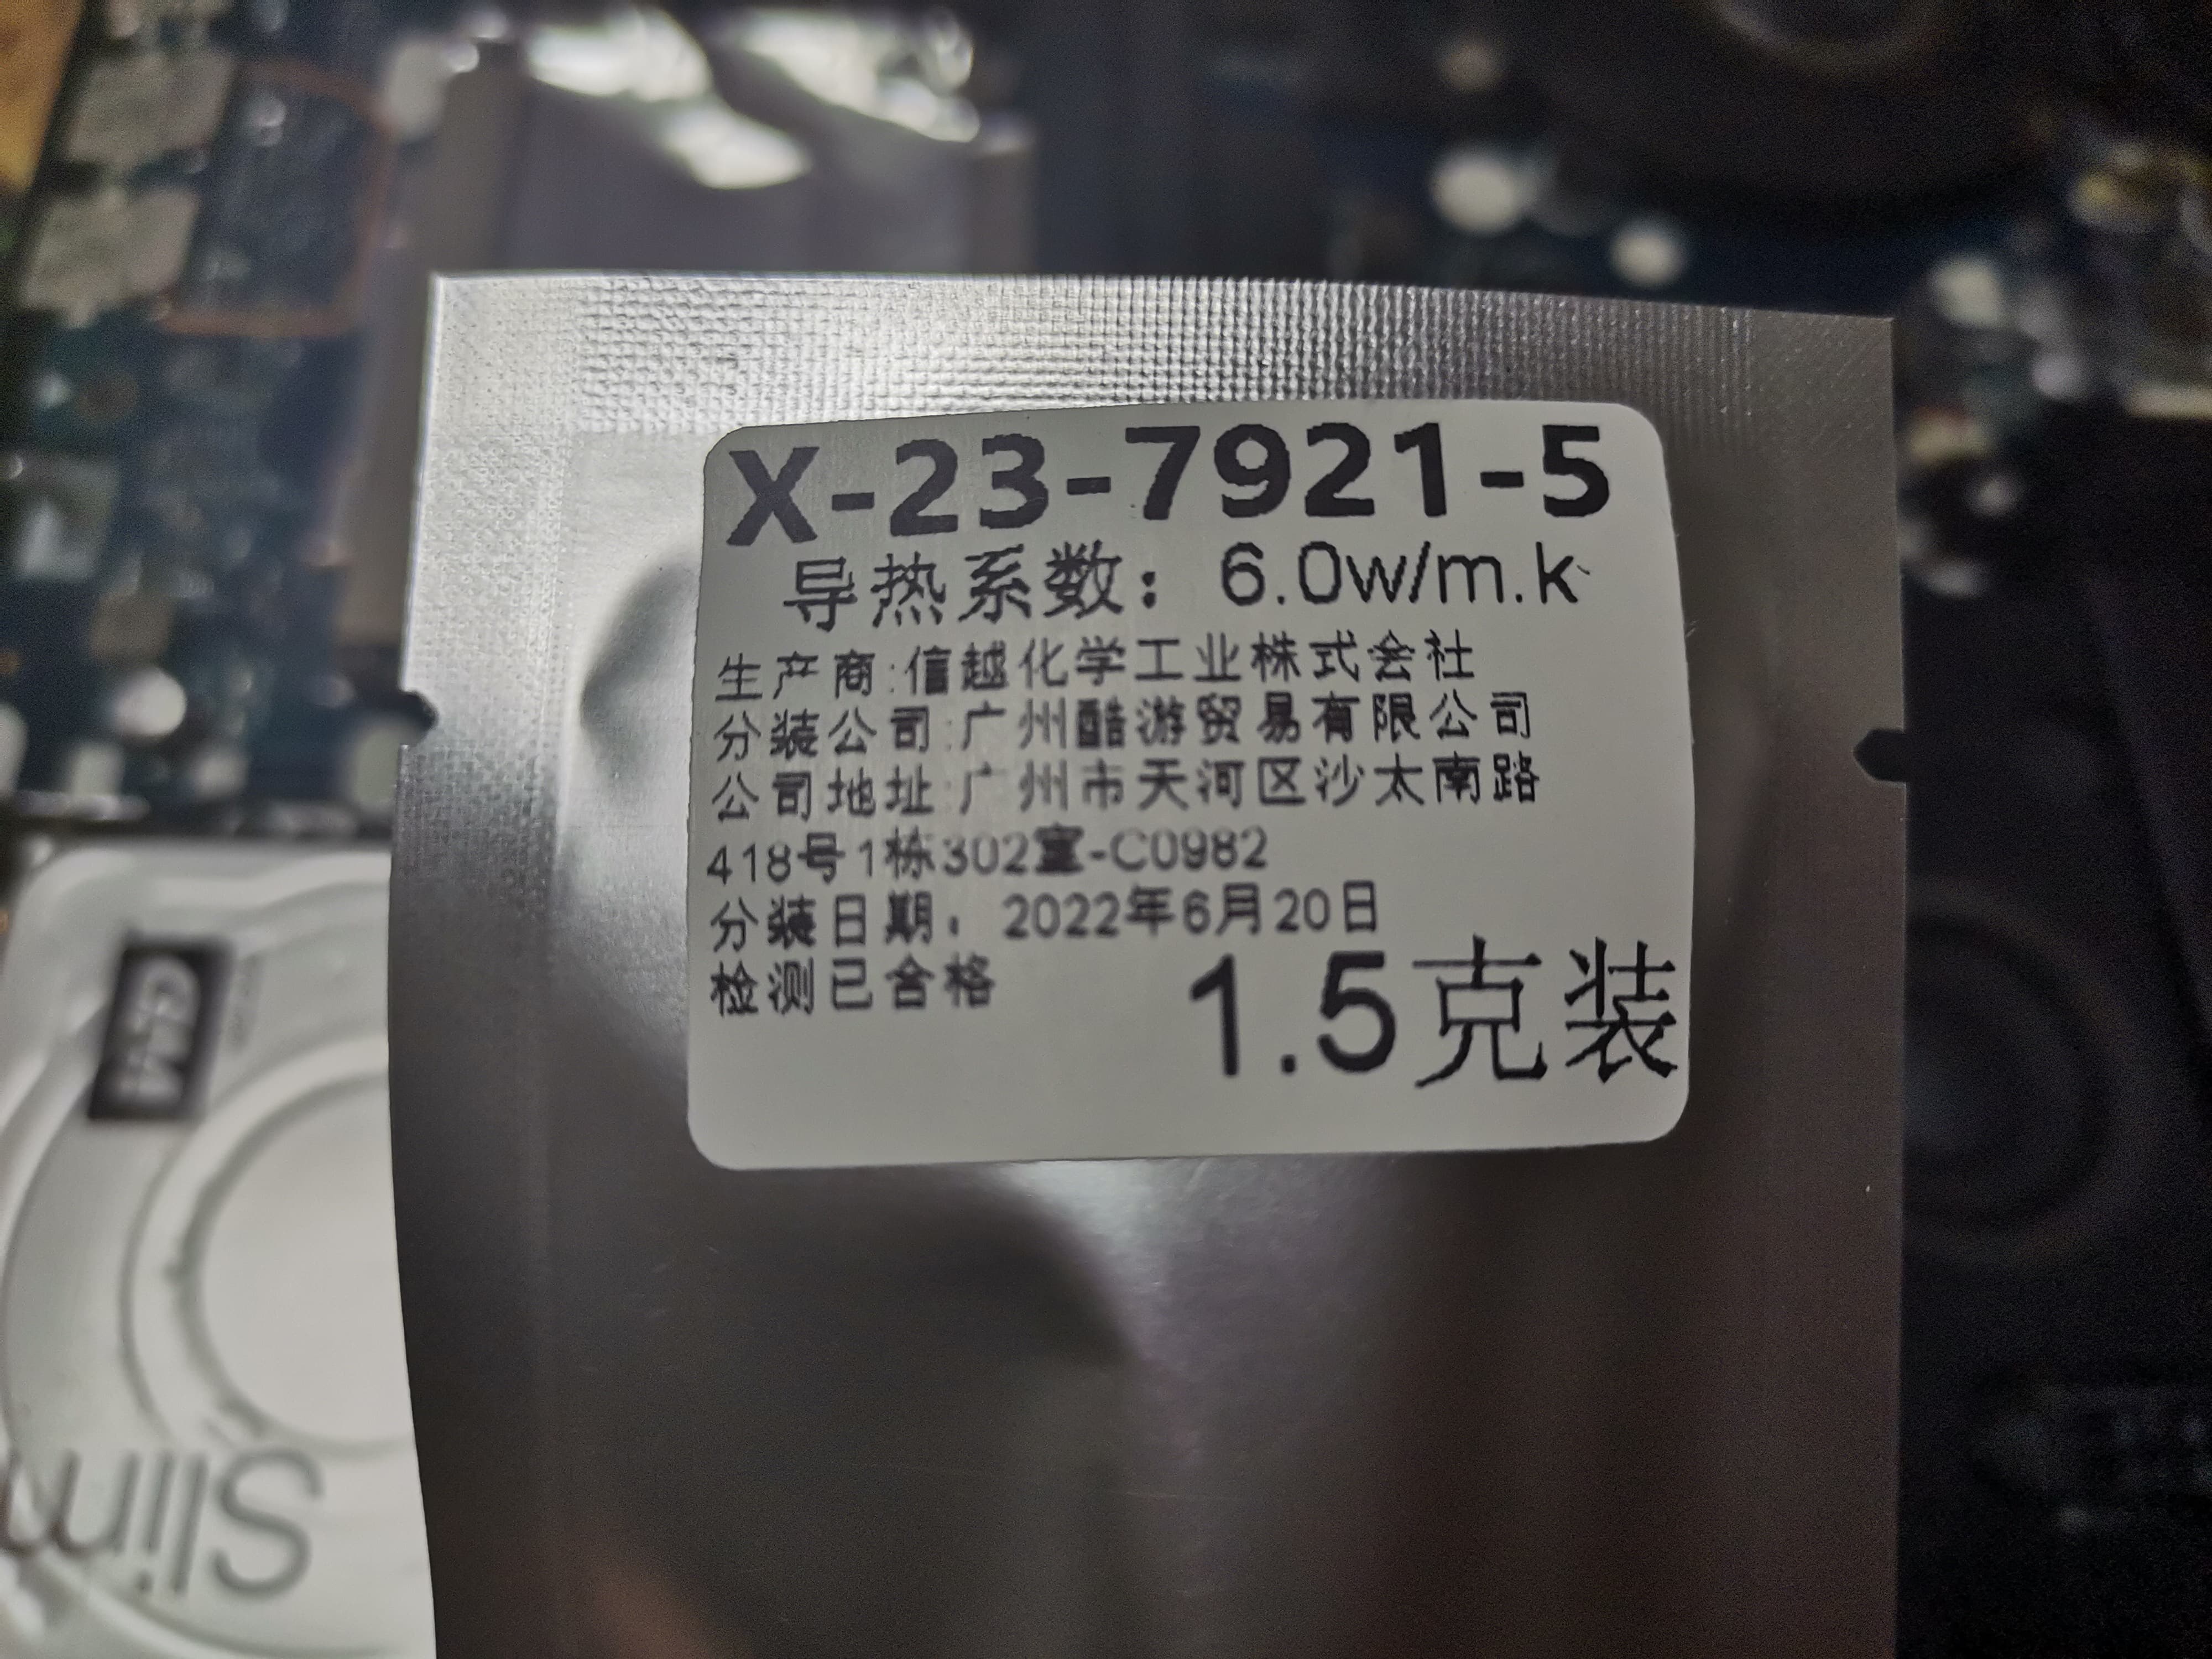 X-23-7921-5
导热系数：6.0w/m.k
生产商:信越化学工业株式会社
分装公司:广州酷游贸易有限公司
公司地址:广州市天河区沙太南路
418号1栋302室-C0982
分装日期：2022年6月20日
检测已合格
1.5克装
Slim